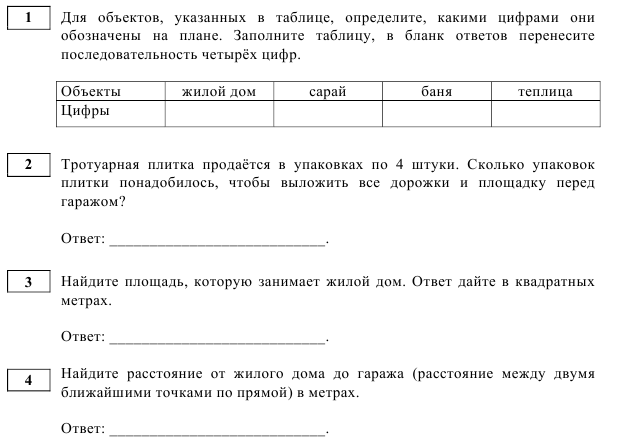 1 Для объектов, указанных в таблице, определите, какими цифрами они
обозначены на плане. Заполните таблицу, в бланк ответов перенесите
последовательность четырёх цифр.
Объекты жилой дом сарай баня теплица
Цифры
2 Тротуарная плитка продаётся в упаковках по 4 штуки. Сколько упаковок
плитки понадобилось, чтобы выложить все дорожки и площадку перед
гаражом?
Ответ: ___________________________.
3 Найдите площадь, которую занимает жилой дом. Ответ дайте в квадратных
метрах.
Ответ: ___________________________.
4 Найдите расстояние от жилого дома до гаража (расстояние между двумя
ближайшими точками по прямой) в метрах.
Ответ: ___________________________.